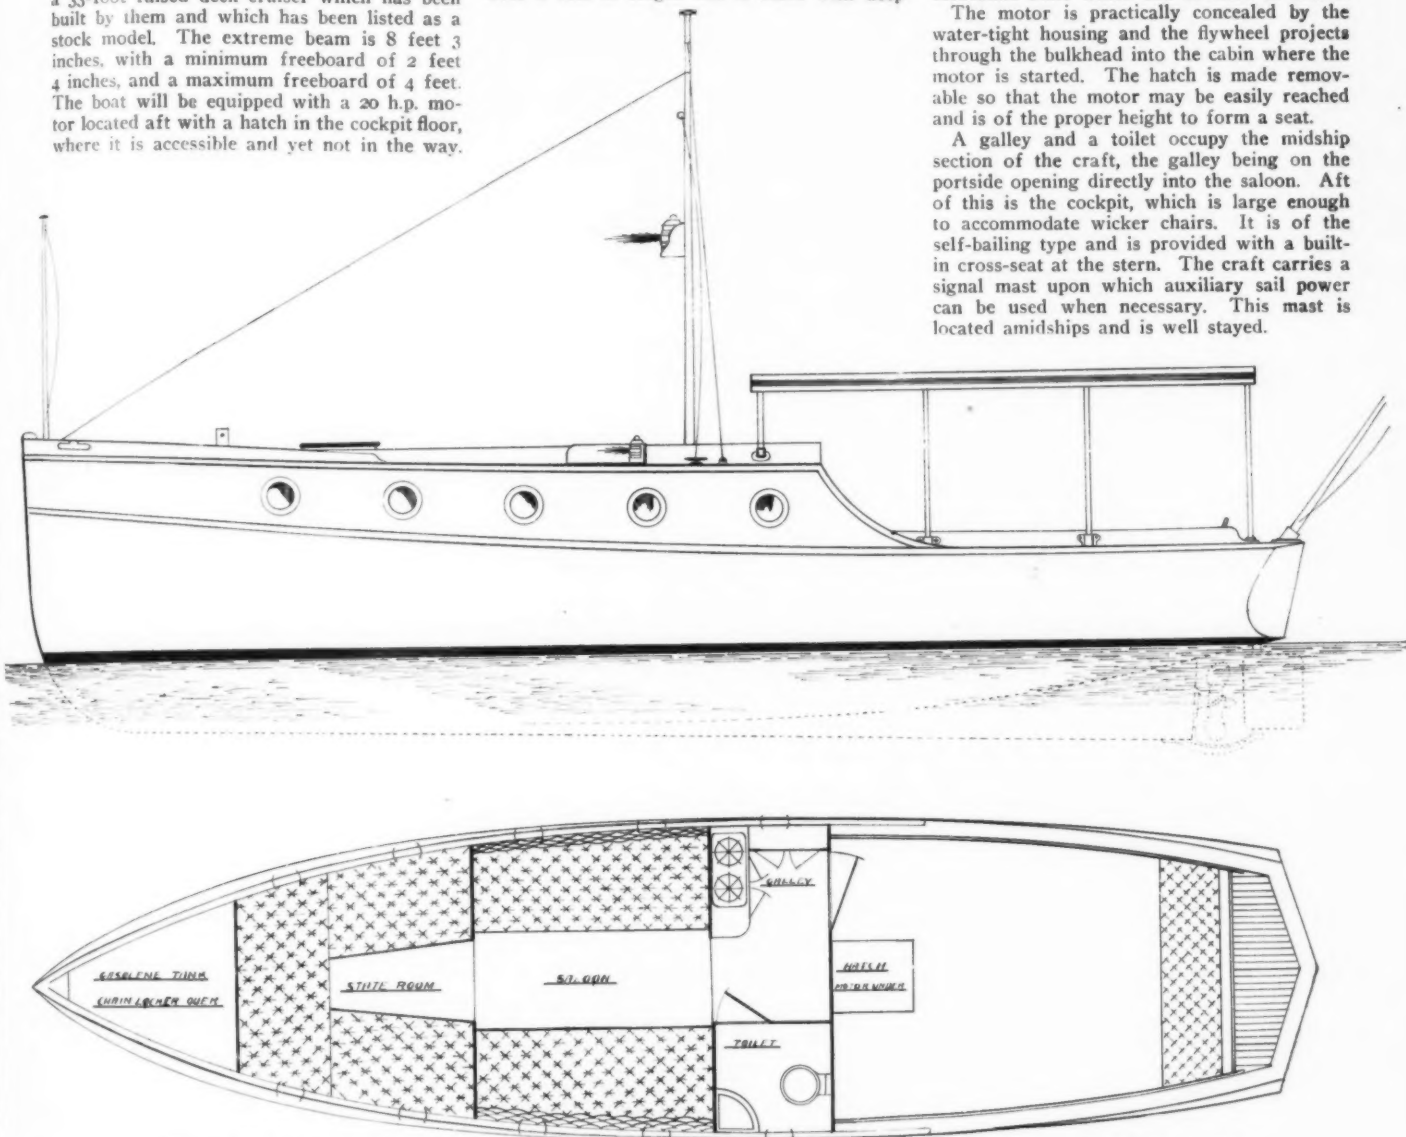 a 33-foot raised deck cruiser which has been
built by them and which has been listed as a
stock model. The extreme beam is 8 feet 3
inches, with a minimum freeboard of 2 feet
4 inches, and a maximum freeboard of 4 feet.
The boat will be equipped with a 20 h.p. mo-
tor located aft with a hatch in the cockpit floor,
where it is accessible and yet not in the way.
The motor is practically concealed by the
water-tight housing and the flywheel projects
through the bulkhead into the cabin where the
motor is started. The hatch is made remov-
able so that the motor may be easily reached
and is of the proper height to form a seat.
A galley and a toilet occupy the midship
section of the craft, the galley being on the
portside opening directly into the saloon. Aft
of this is the cockpit, which is large enough
to accommodate wicker chairs. It is of the
self-bailing type and is provided with a built-
in cross-seat at the stern. The craft carries a
signal mast upon which auxiliary sail power
can be used when necessary. This mast is
located amidships and is well stayed.
GALLEY
GASOLENE TANK
CHAIN LOCKER OVER
STATE ROOM
SALOON
HATCH
MOTOR UNDER
TOILET